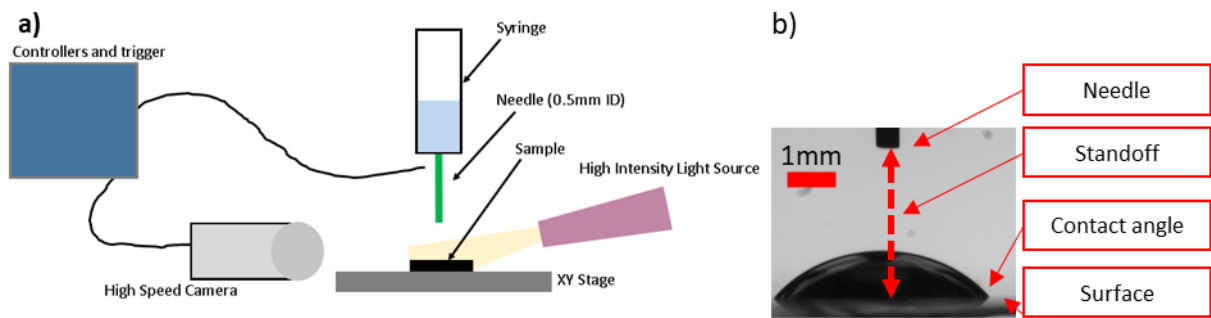 a)
Controllers and trigger
Syringe
Needle (0.5mm ID)
Sample
High Intensity Light Source
High Speed Camera
XY Stage
b)
Needle
1mm
Standoff
Contact angle
Surface